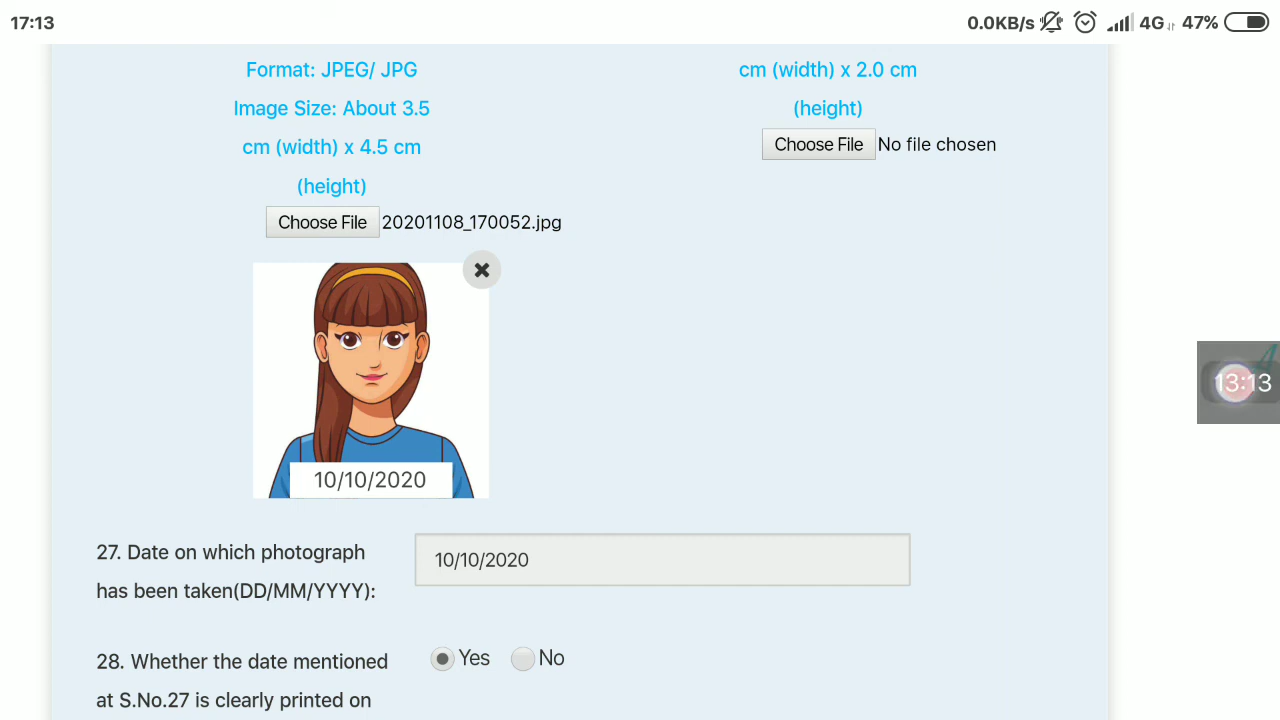 17:13
0.0KB/s 4G 47%
Format: JPEG/ JPG
Image Size: About 3.5
cm (width) x 4.5 cm
(height)
Choose File 20201108_170052.jpg
cm (width) x 2.0 cm
(height)
Choose File No file chosen
10/10/2020
13:13
27. Date on which photograph
has been taken(DD/MM/YYYY):
10/10/2020
28. Whether the date mentioned
at S.No.27 is clearly printed on
Yes No